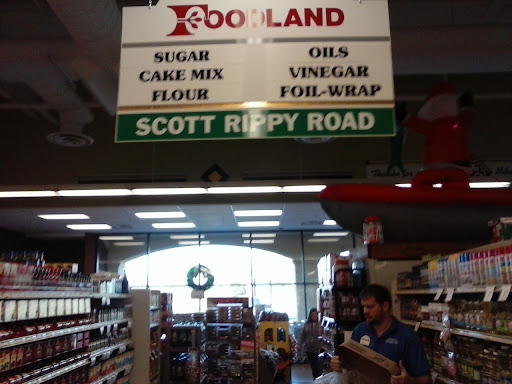 FOODLAND
SUGAR
CAKE MIX
FLOUR
OILS
VINEGAR
FOIL-WRAP
SCOTT RIPPY ROAD